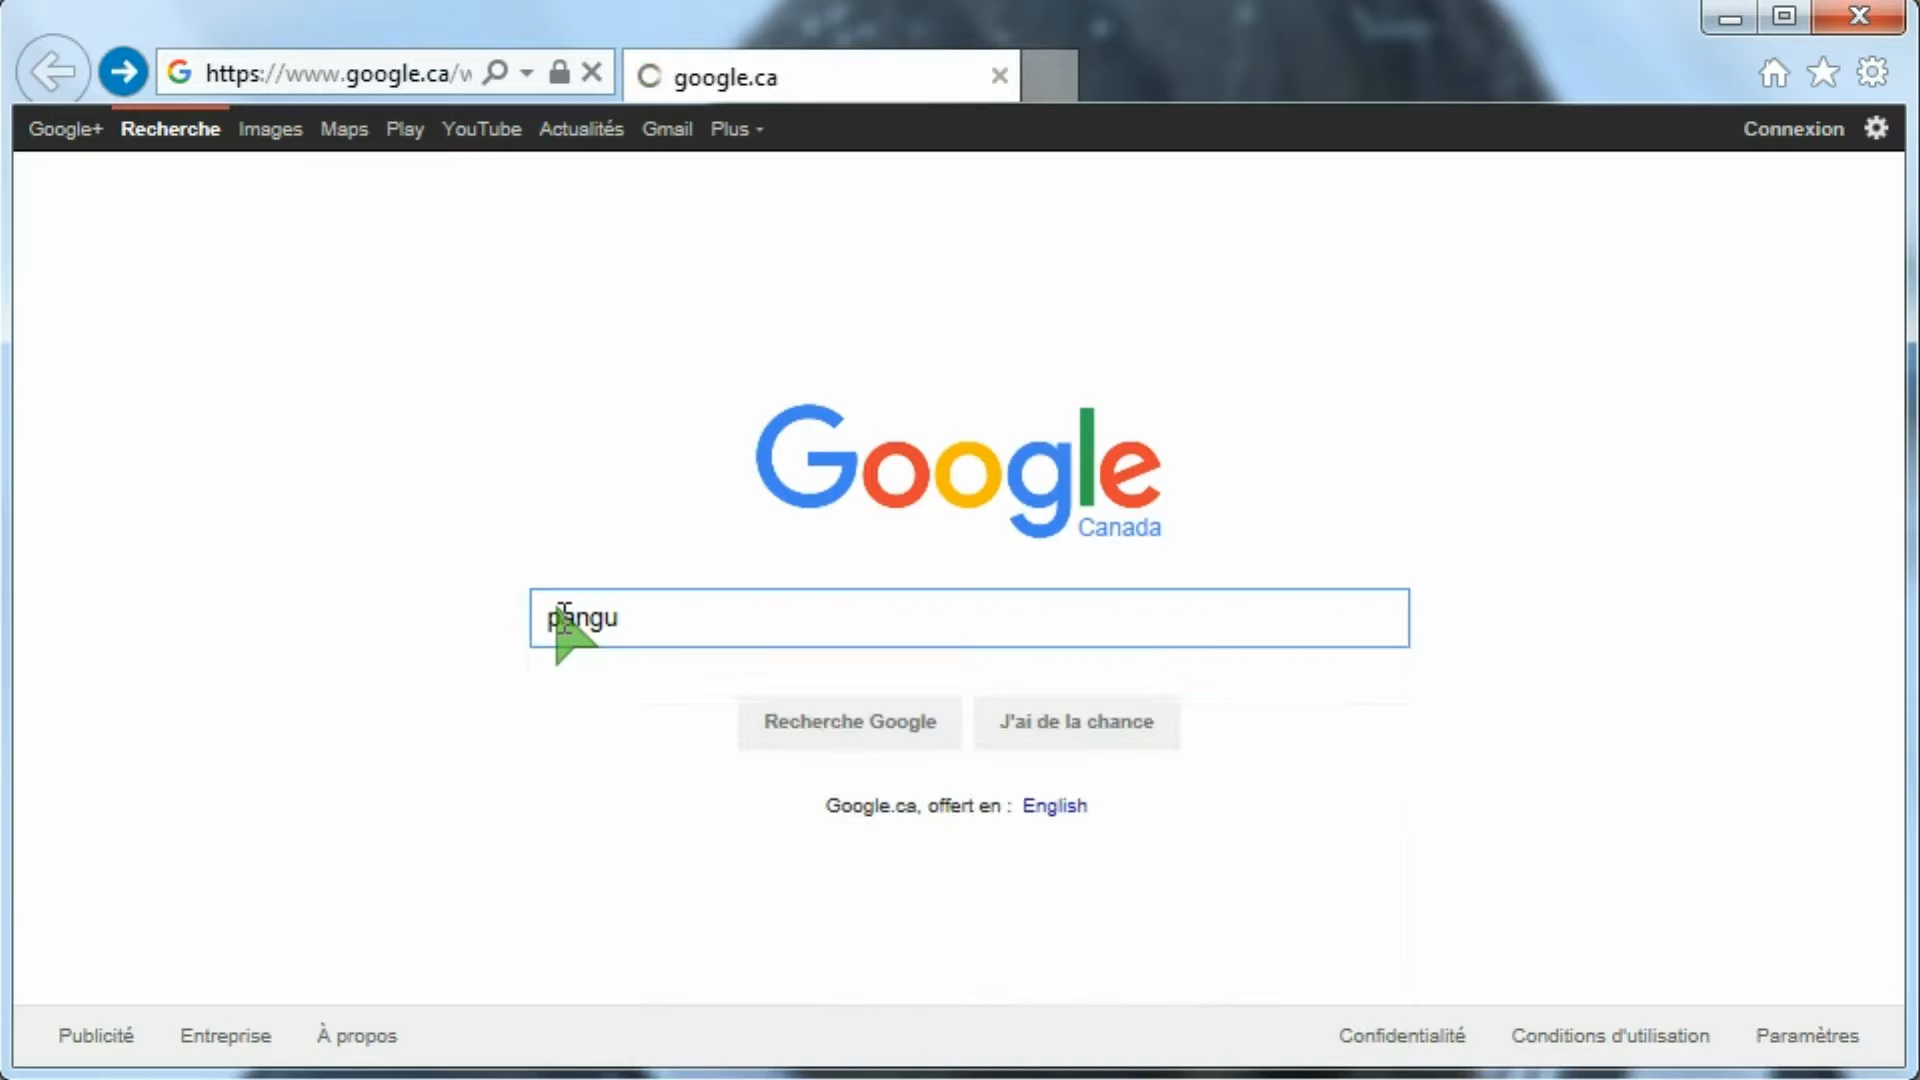 https://www.google.ca/w
google.ca
Google+ Recherche Images Maps Play YouTube Actualités Gmail Plus
Connexion
Google
Canada
pangu
Recherche Google
J'ai de la chance
Google.ca, offert en : English
Publicité Entreprise À propos
Confidentialité Conditions d'utilisation Paramètres